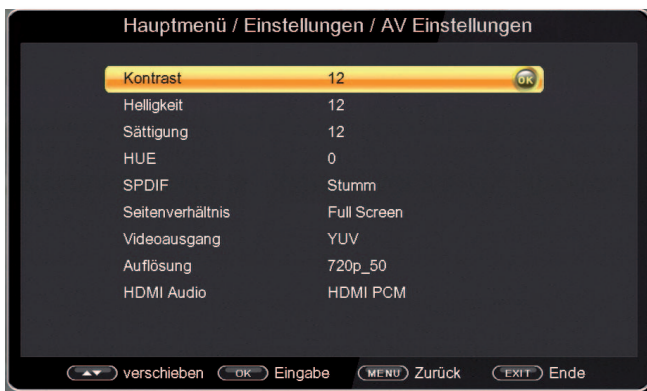 Hauptmenü / Einstellungen / AV Einstellungen
Kontrast 12 OK
Helligkeit 12
Sättigung 12
HUE 0
SPDIF Stumm
Seitenverhältnis Full Screen
Videoausgang YUV
Auflösung 720p_50
HDMI Audio HDMI PCM
verschieben OK Eingabe MENU Zurück EXIT Ende